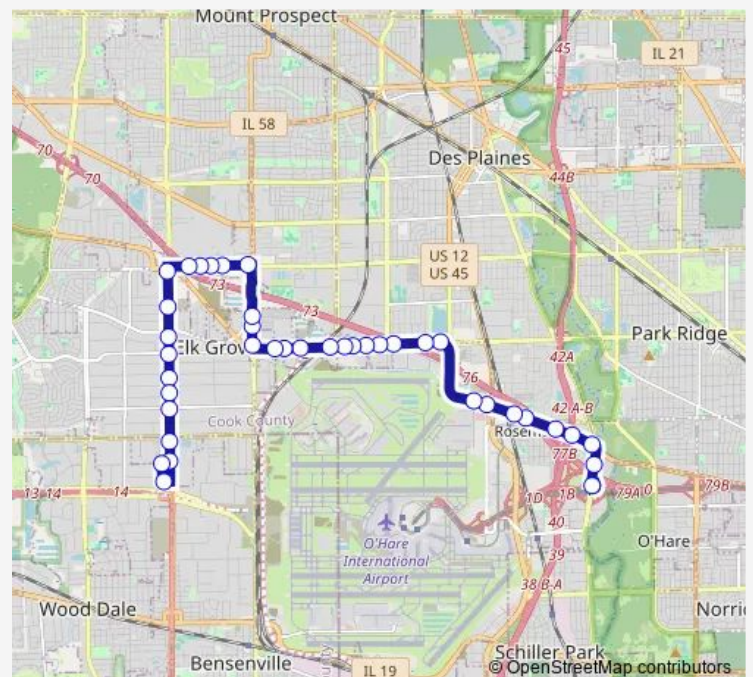 Mount Prospect
45
IL 21
IL 58
70
70
Des Plaines
44B
US 12
US 45
73
73
Park Ridge
Elk Grov
42A
76
Cook County
42 A-B
Rosem
77B
13 14
14
1D
1B
79A
0
79B
40
O'Hare
International
Airport
O'Hare
39
38 B-A
Wood Dale
Norri
Bensenville
Schiller Park
IL 19
© OpenStreetMap contributors